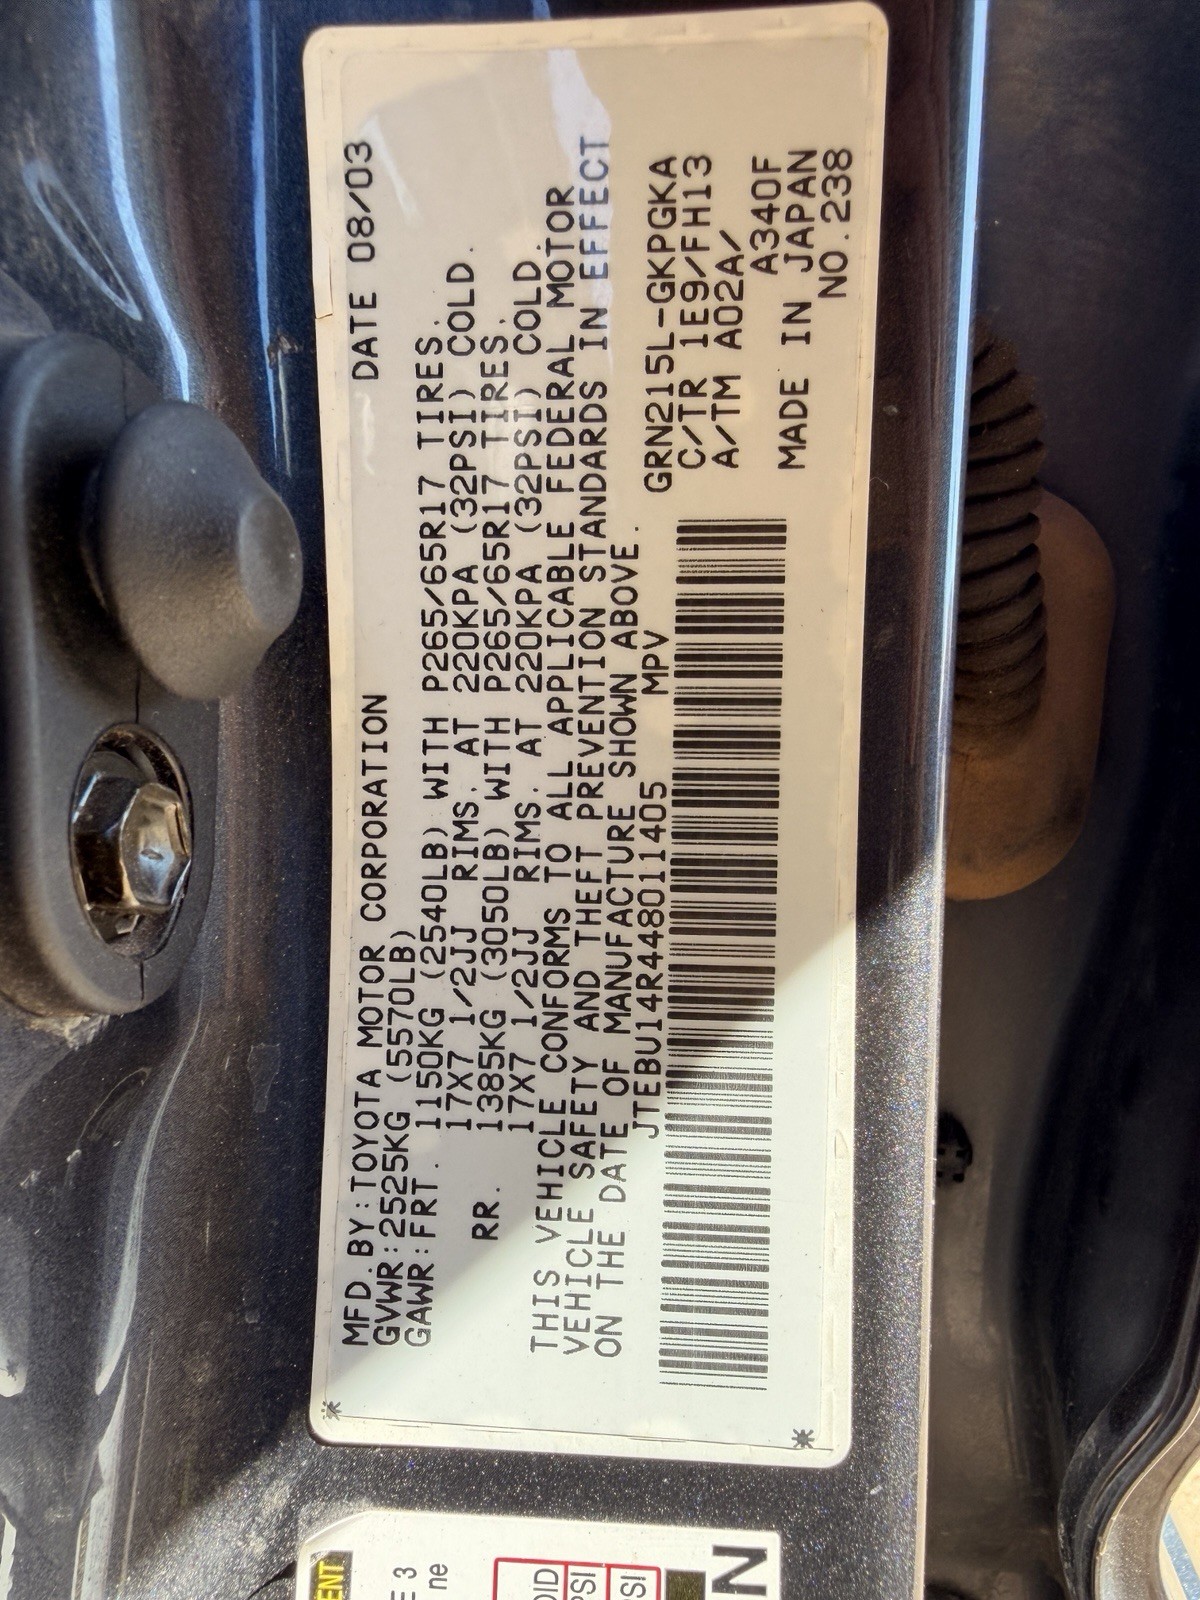 MFD.BY:TOYOTA MOTOR CORPORATION DATE 08/03
GVWR:2525KG (5570LB)
GAWR:FRT. 1150KG (2540LB) WITH P265/65R17 TIRES.
17X7 1/2JJ RIMS. AT 220KPA (32PSI) COLD.
RR. 1385KG (3050LB) WITH P265/65R17 TIRES.
17X7 1/2JJ RIMS. AT 220KPA (32PSI) COLD.
THIS VEHICLE CONFORMS TO ALL APPLICABLE FEDERAL MOTOR
VEHICLE SAFETY AND THEFT PREVENTION STANDARDS IN EFFECT
ON THE DATE OF MANUFACTURE SHOWN ABOVE.
JTEBU14R448011405 MPV
GRN215L-GKPGKA
C/TR 1E9/FH13
A/TM A02A/
A340F
MADE IN JAPAN
NO.238